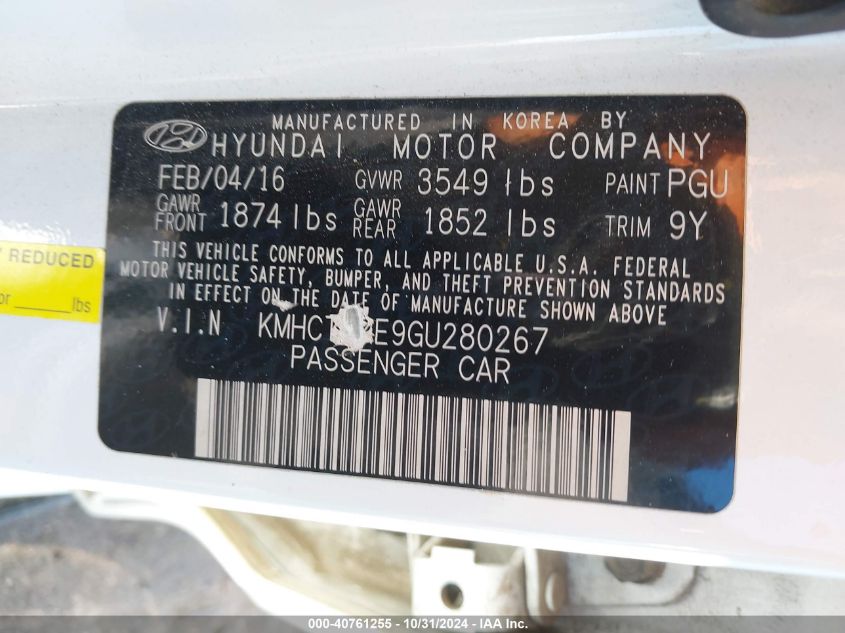 MANUFACTURED IN KOREA BY
HYUNDAI MOTOR COMPANY
FEB/04/16 GVWR 3549 lbs PAINT PGU
GAWR FRONT 1874 lbs GAWR REAR 1852 lbs TRIM 9Y
THIS VEHICLE CONFORMS TO ALL APPLICABLE U.S.A. FEDERAL
MOTOR VEHICLE SAFETY, BUMPER, AND THEFT PREVENTION STANDARDS
IN EFFECT ON THE DATE OF MANUFACTURE SHOWN ABOVE
V.I.N
PASSENGER CAR
REDUCED
lbs
000-40761255 - 10/31/2024 - IAA Inc.